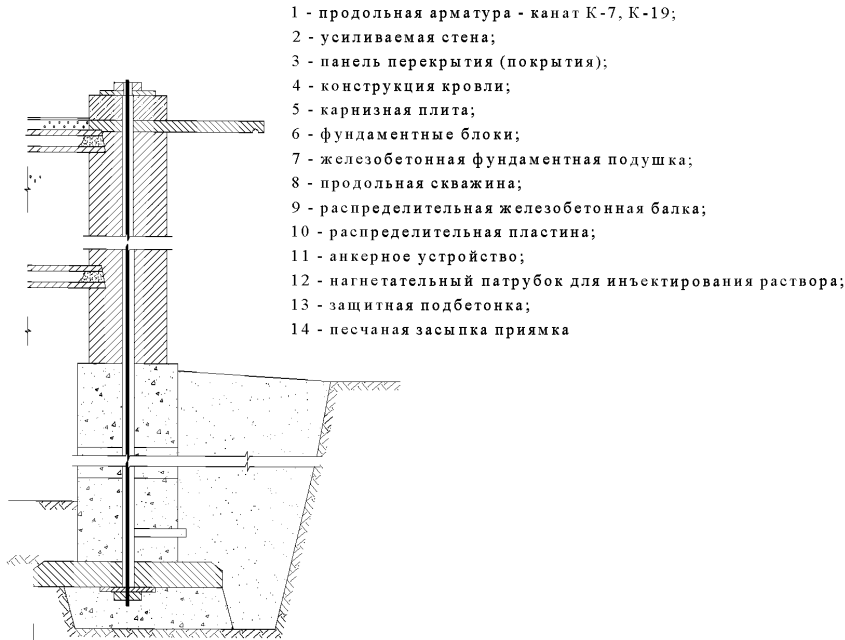 1 - продольная арматура - канат К-7, К-19;
2 - усиливаемая стена;
3 - панель перекрытия (покрытия);
4 - конструкция кровли;
5 - карнизная плита;
6 - фундаментные блоки;
7 - железобетонная фундаментная подушка;
8 - продольная скважина;
9 - распределительная железобетонная балка;
10 - распределительная пластина;
11 - анкерное устройство;
12 - нагнетательный патрубок для инъектирования раствора;
13 - защитная подбетонка;
14 - песчаная засыпка приямка